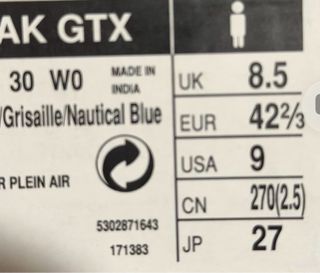 AK GTX
30 W0 MADE IN INDIA
/Grisaille/Nautical Blue
R PLEIN AIR
5302871643
171383
UK 8.5
EUR 42⅔
USA 9
CN 270(2.5)
JP 27